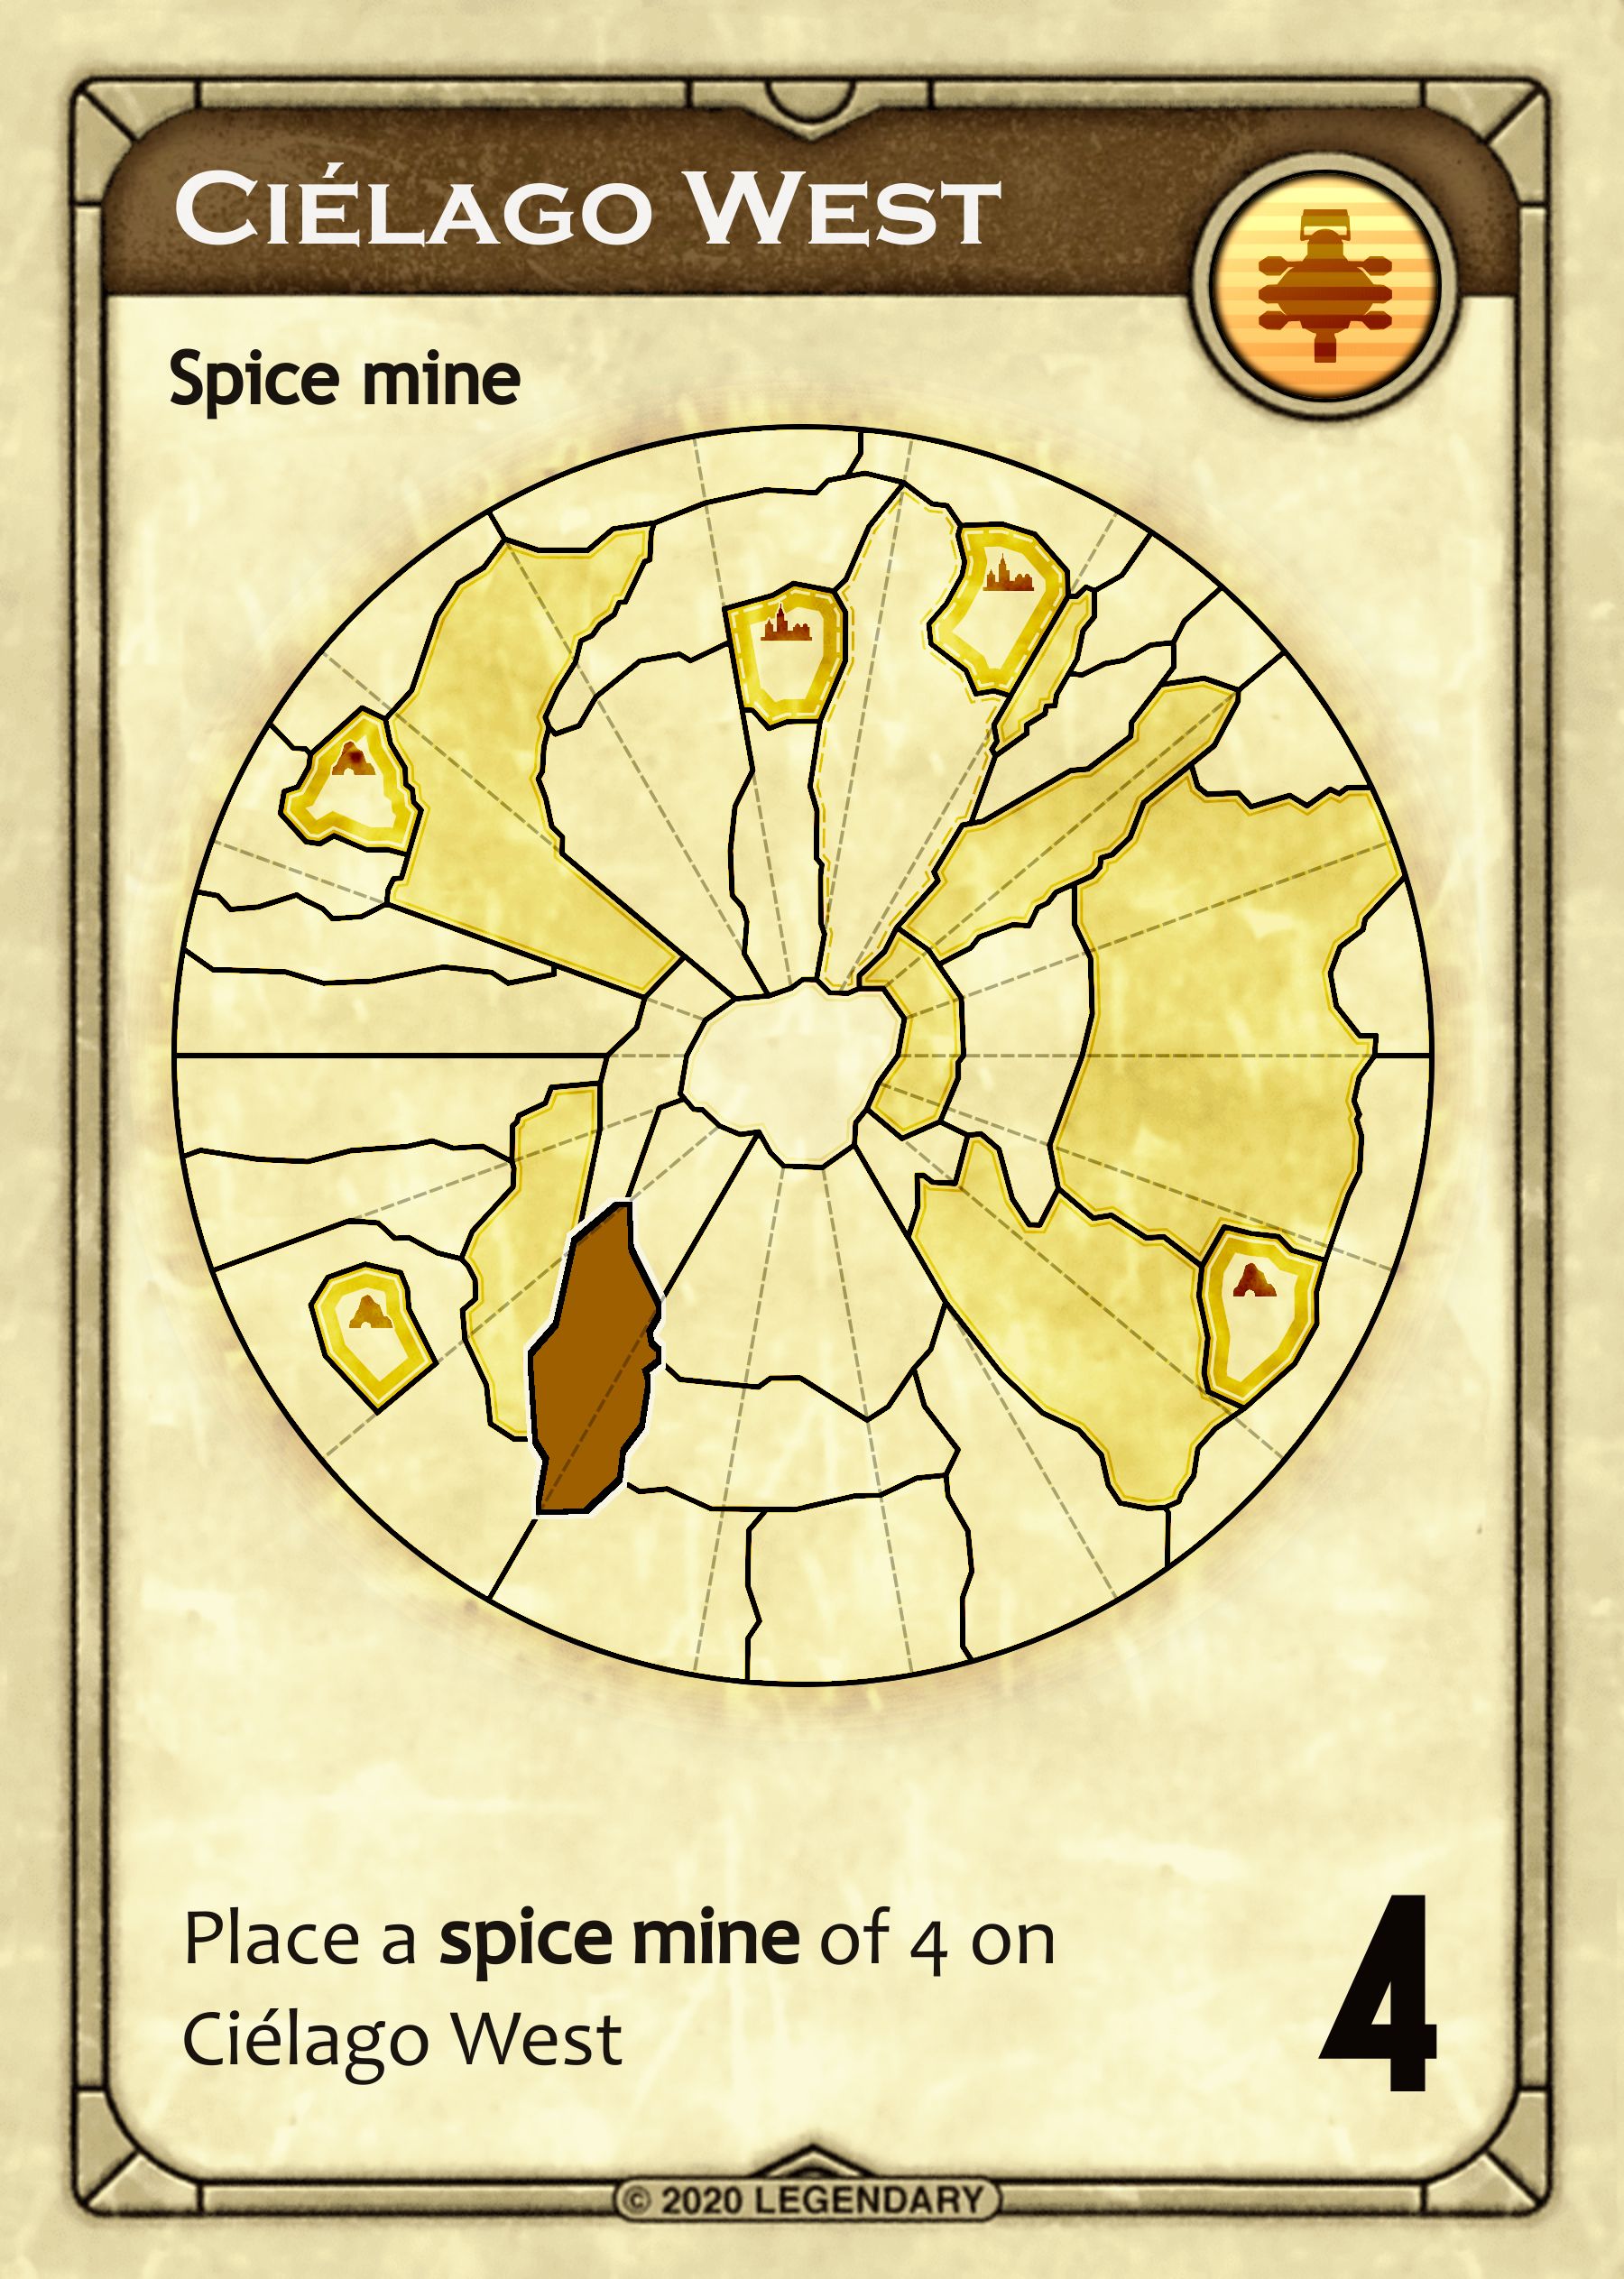 CIÉLAGO WEST
Spice mine
Place a spice mine of 4 on
Ciélago West
4
© 2020 LEGENDARY